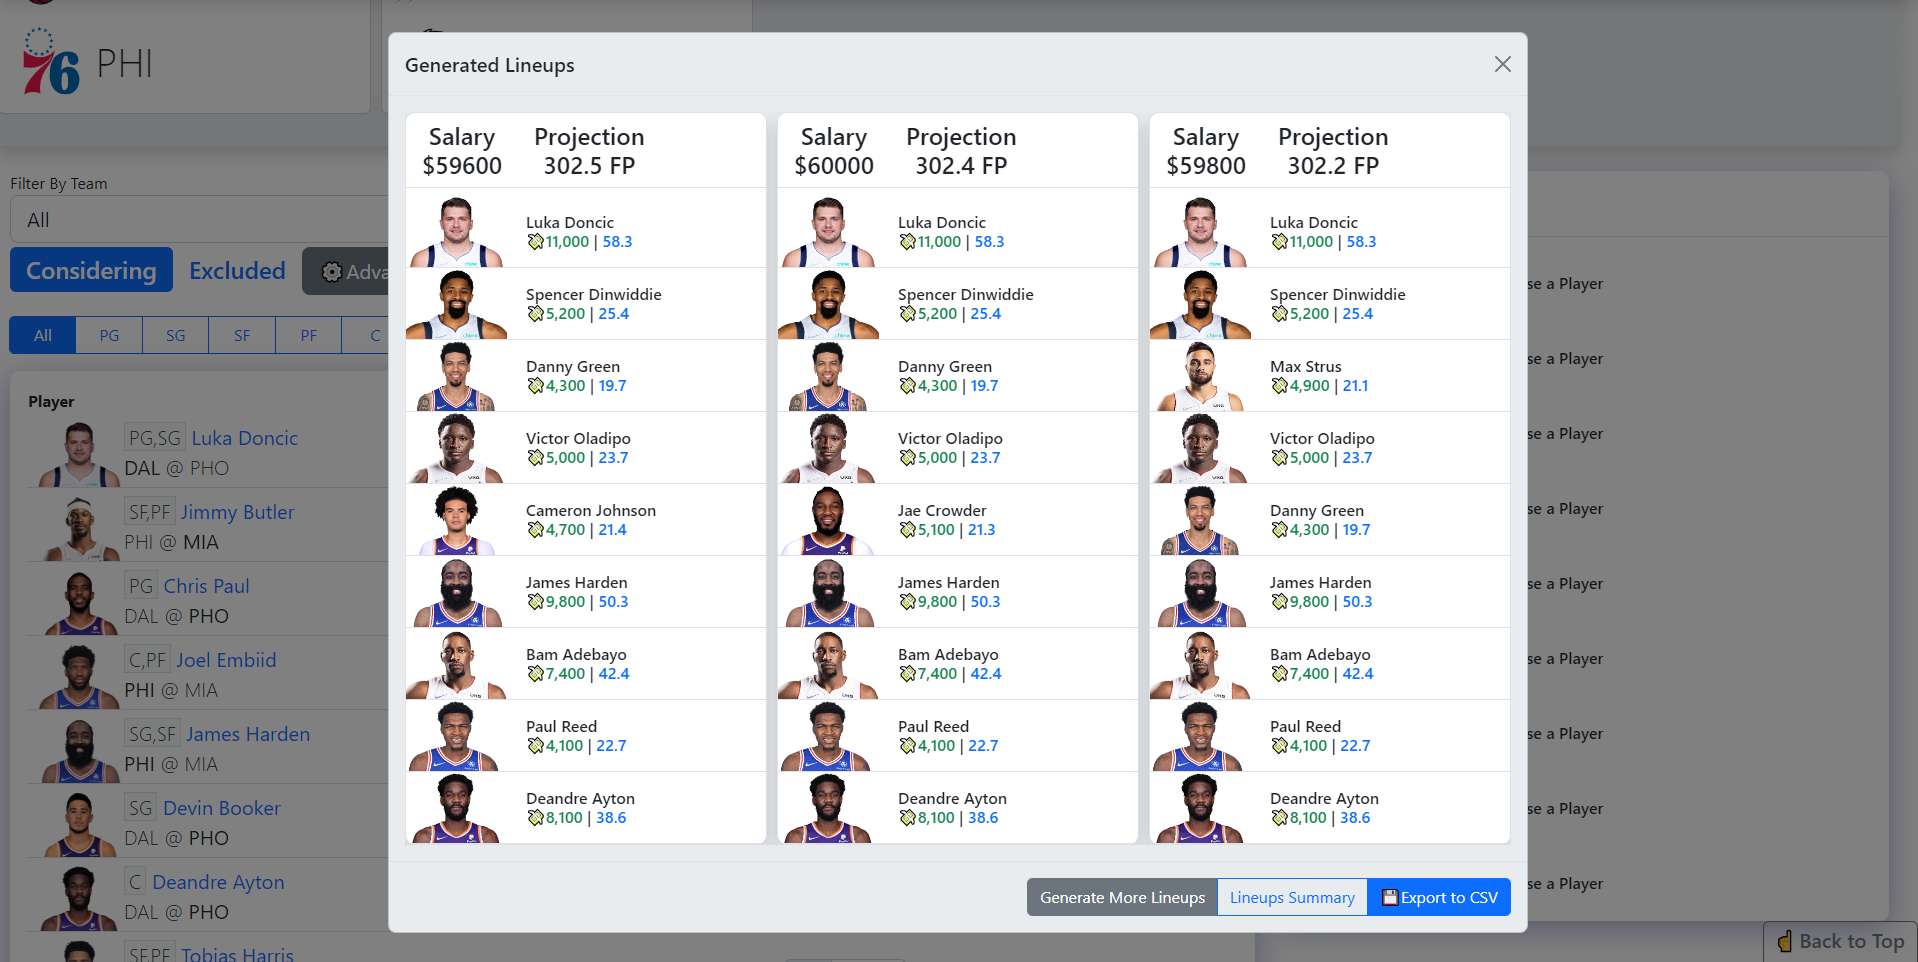 76 PHI
Filter By Team
All
Considering Excluded Adva
All PG SG SF PF C
Player
PG,SG Luka Doncic
DAL @ PHO
SF,PF Jimmy Butler
PHI @ MIA
PG Chris Paul
DAL @ PHO
C,PF Joel Embiid
PHI @ MIA
SG,SF James Harden
PHI @ MIA
SG Devin Booker
DAL @ PHO
C Deandre Ayton
DAL @ PHO
SF,PF Tobias Harris
Generated Lineups
Salary Projection
$59600 302.5 FP
Luka Doncic
11,000 | 58.3
Spencer Dinwiddie
5,200 | 25.4
Danny Green
4,300 | 19.7
Victor Oladipo
5,000 | 23.7
Cameron Johnson
4,700 | 21.4
James Harden
9,800 | 50.3
Bam Adebayo
7,400 | 42.4
Paul Reed
4,100 | 22.7
Deandre Ayton
8,100 | 38.6
Salary Projection
$60000 302.4 FP
Luka Doncic
11,000 | 58.3
Spencer Dinwiddie
5,200 | 25.4
Danny Green
4,300 | 19.7
Victor Oladipo
5,000 | 23.7
Jae Crowder
5,100 | 21.3
James Harden
9,800 | 50.3
Bam Adebayo
7,400 | 42.4
Paul Reed
4,100 | 22.7
Deandre Ayton
8,100 | 38.6
Salary Projection
$59800 302.2 FP
Luka Doncic
11,000 | 58.3
Spencer Dinwiddie
5,200 | 25.4
Max Strus
4,900 | 21.1
Victor Oladipo
5,000 | 23.7
Danny Green
4,300 | 19.7
James Harden
9,800 | 50.3
Bam Adebayo
7,400 | 42.4
Paul Reed
4,100 | 22.7
Deandre Ayton
8,100 | 38.6
Generate More Lineups Lineups Summary Export to CSV
se a Player
se a Player
se a Player
se a Player
se a Player
se a Player
se a Player
se a Player
se a Player
Back to Top